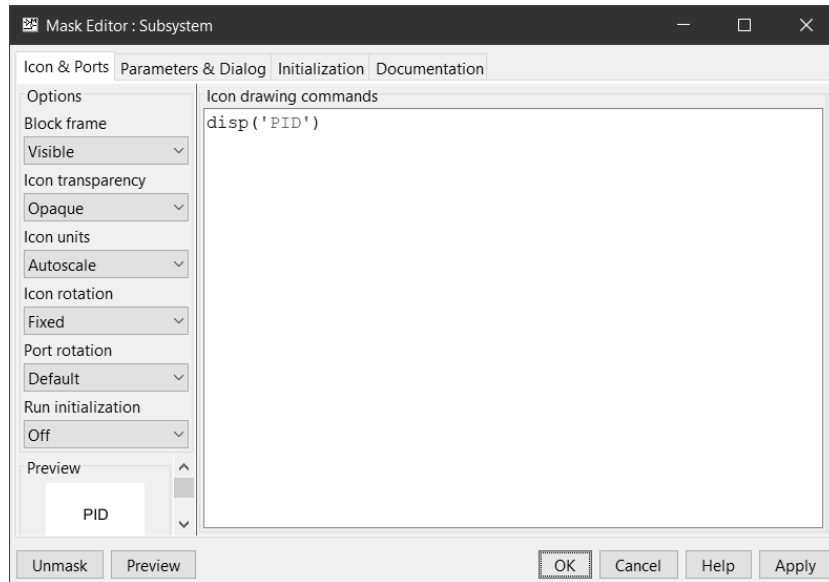 Mask Editor : Subsystem
Icon & Ports Parameters & Dialog Initialization Documentation
Options
Block frame
Visible
Icon transparency
Opaque
Icon units
Autoscale
Icon rotation
Fixed
Port rotation
Default
Run initialization
Off
Preview
PID
Icon drawing commands
disp('PID')
Unmask Preview OK Cancel Help Apply